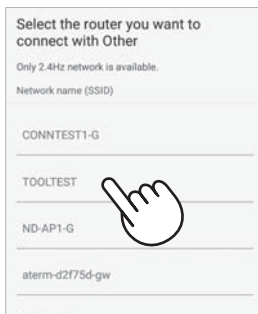 Select the router you want to
connect with Other
Only 2.4Hz network is available.
Network name (SSID)
CONNTEST1-G
TOOLTEST
ND-AP1-G
aterm-d2f75d-gw